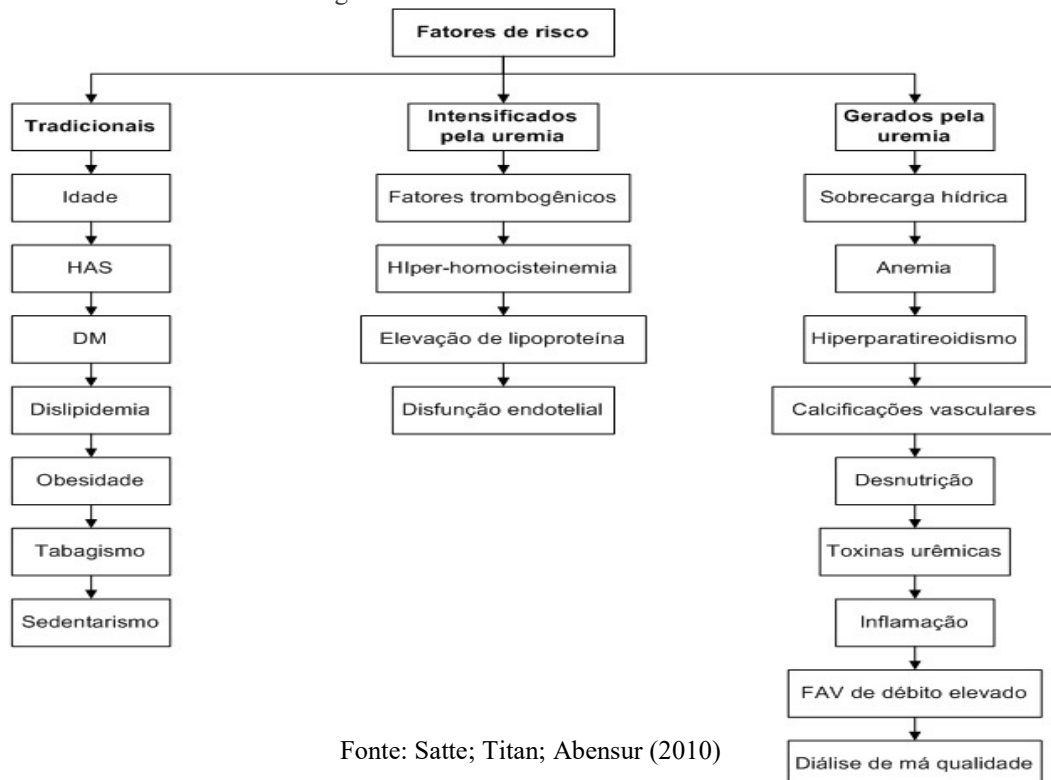 Fatores de risco
Tradicionais
Idade
HAS
DM
Dislipidemia
Obesidade
Tabagismo
Sedentarismo
Intensificados
pela uremia
Fatores trombogênicos
HIper-homocisteinemia
Elevação de lipoproteína
Disfunção endotelial
Gerados pela
uremia
Sobrecarga hídrica
Anemia
Hiperparatireoidismo
Calcificações vasculares
Desnutrição
Toxinas urêmicas
Inflamação
FAV de débito elevado
Diálise de má qualidade
Fonte: Satte; Titan; Abensur (2010)